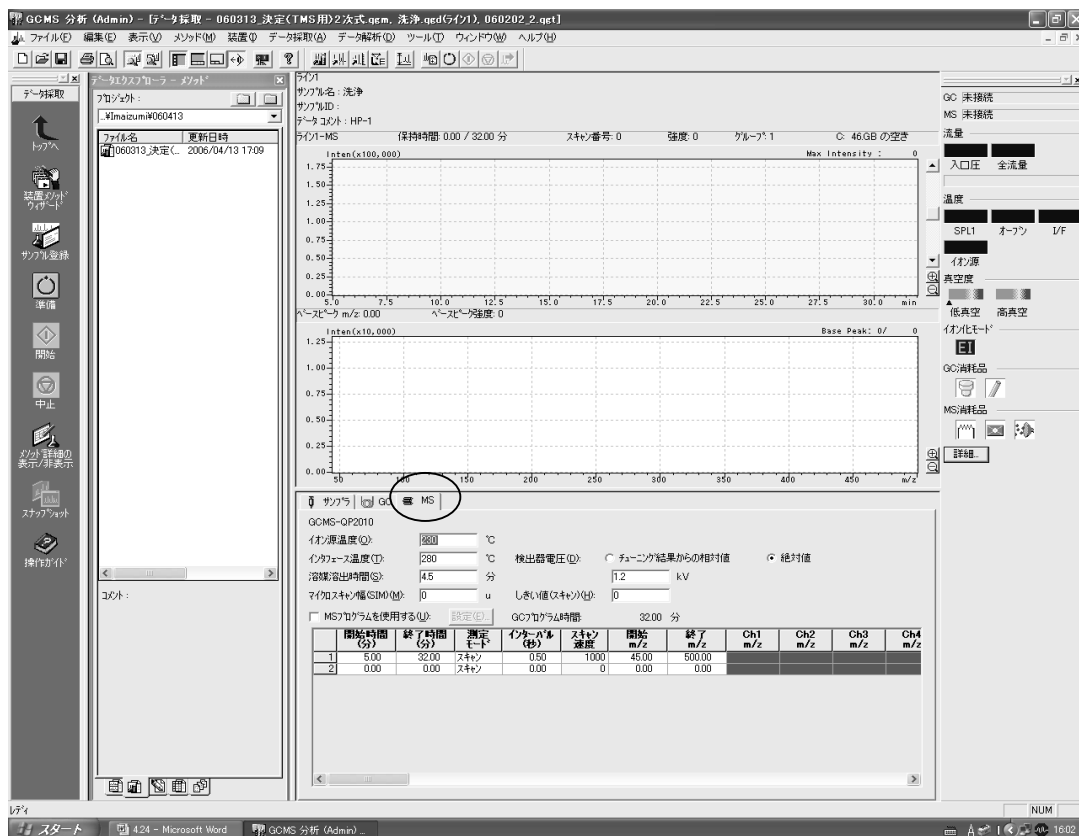 GCMS 分析 (Admin) - [ﾃﾞｰﾀ採取 - 060313_決定(TMS用)2次式.qgm, 洗浄.qgd(ﾗｲﾝ1), 060202_2.qgt]
ファイル(F) 編集(E) 表示(V) メソッド(M) 装置(I) データ採取(A) データ解析(D) ツール(T) ウィンドウ(W) ヘルプ(H)
ﾃﾞｰﾀ採取
ﾄｯﾌﾟへ
装置ﾒｿｯﾄﾞ
ｳｨｻﾞｰﾄﾞ
ｻﾝﾌﾟﾙ登録
準備
開始
中止
ﾒｿｯﾄﾞ詳細の
表示/非表示
ｽﾅｯﾌﾟｼｮｯﾄ
操作ｶﾞｲﾄﾞ
ﾃﾞｰﾀｴｸｽﾌﾟﾛｰﾗ - ﾒｿｯﾄﾞ
ﾌﾟﾛｼﾞｪｸﾄ:
..¥Imaizumi¥060413
ﾌｧｲﾙ名 更新日時
060313_決定(... 2006/04/13 17:09
ｺﾒﾝﾄ:
ﾗｲﾝ1
ｻﾝﾌﾟﾙ名 : 洗浄
ｻﾝﾌﾟﾙID :
ﾃﾞｰﾀ ｺﾒﾝﾄ : HP-1
ﾗｲﾝ1-MS 保持時間: 0.00 / 32.00 分 ｽｷｬﾝ番号: 0 強度: 0 ｸﾞﾙｰﾌﾟ: 1 C: 46.GB の空き
Inten(x100,000) Max Intensity : 0
1.75
1.50
1.25
1.00
0.75
0.50
0.25
0.00
5.0 7.5 10.0 12.5 15.0 17.5 20.0 22.5 25.0 27.5 30.0 min
ﾍﾞｰｽﾋﾟｰｸ m/z: 0.00 ﾍﾞｰｽﾋﾟｰｸ強度: 0
Inten(x10,000) Base Peak: 0/ 0
1.25
1.00
0.75
0.50
0.25
0.00
50 100 150 200 250 300 350 400 450 m/z
ｻﾝﾌﾟﾗ GC MS
GCMS-QP2010
ｲｵﾝ源温度(O): 280 ℃
ｲﾝﾀﾌｪｰｽ温度(T): 280 ℃ 検出器電圧(D): ﾁｭｰﾆﾝｸﾞ結果からの相対値 絶対値
溶媒溶出時間(S): 4.5 分 1.2 kV
ﾏｲｸﾛｽｷｬﾝ幅(SIM)(M): 0 u しきい値(ｽｷｬﾝ)(H): 0
MSﾌﾟﾛｸﾞﾗﾑを使用する(U): 設定(E)... GCﾌﾟﾛｸﾞﾗﾑ時間: 32.00 分
開始時間(分) 終了時間(分) 測定ﾓｰﾄﾞ ｲﾝﾀｰﾊﾞﾙ(秒) ｽｷｬﾝ速度 開始m/z 終了m/z Ch1 m/z Ch2 m/z Ch3 m/z Ch4 m/z
1 5.00 32.00 ｽｷｬﾝ 0.50 1000 45.00 500.00
2 0.00 0.00 ｽｷｬﾝ 0.00 0 0.00 0.00
GC 未接続
MS 未接続
流量
入口圧 全流量
温度
SPL1 ｵｰﾌﾞﾝ I/F
ｲｵﾝ源
真空度
低真空 高真空
ｲｵﾝ化ﾓｰﾄﾞ
EI
GC消耗品
MS消耗品
詳細...
ﾚﾃﾞｨ NUM
スタート 4.24 - Microsoft Word GCMS 分析 (Admin) ... A 16:02